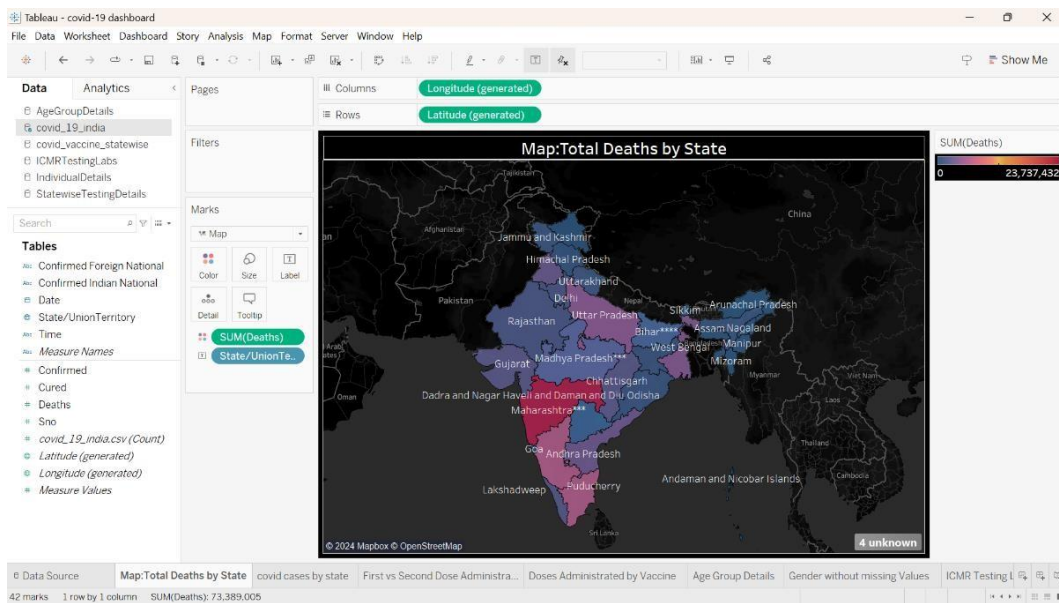 Tableau - covid-19 dashboard
File Data Worksheet Dashboard Story Analysis Map Format Server Window Help
Show Me
Data Analytics
AgeGroupDetails
covid_19_india
covid_vaccine_statewise
ICMRTestingLabs
IndividualDetails
StatewiseTestingDetails
Search
Tables
Abc Confirmed Foreign National
Abc Confirmed Indian National
Date
State/UnionTerritory
Abc Time
Abc Measure Names
# Confirmed
# Cured
# Deaths
# Sno
# covid_19_india.csv (Count)
Latitude (generated)
Longitude (generated)
# Measure Values
Pages
Filters
Marks
Map
Color Size Label
Detail Tooltip
SUM(Deaths)
State/UnionTe..
Columns Longitude (generated)
Rows Latitude (generated)
Map:Total Deaths by State
Tajikistan
China
Afghanistan
Jammu and Kashmir
Himachal Pradesh
Uttarakhand
Pakistan
Delhi
Nepal
Arunachal Pradesh
Sikkim
Uttar Pradesh
Rajasthan
Bihar****
Assam Nagaland
West Bengal
Manipur
Gujarat
Madhya Pradesh***
Mizoram
Myanmar
Viet Nam
Oman
Chhattisgarh
Laos
Dadra and Nagar Haveli and Daman and Diu Odisha
Maharashtra***
Thailand
Goa
Andhra Pradesh
Cambodia
Andaman and Nicobar Islands
Lakshadweep
Puducherry
Sri Lanka
© 2024 Mapbox © OpenStreetMap
4 unknown
SUM(Deaths)
0 23,737,432
Data Source Map:Total Deaths by State covid cases by state First vs Second Dose Administra... Doses Administrated by Vaccine Age Group Details Gender without missing Values ICMR Testing L
42 marks 1 row by 1 column SUM(Deaths): 73,389,005